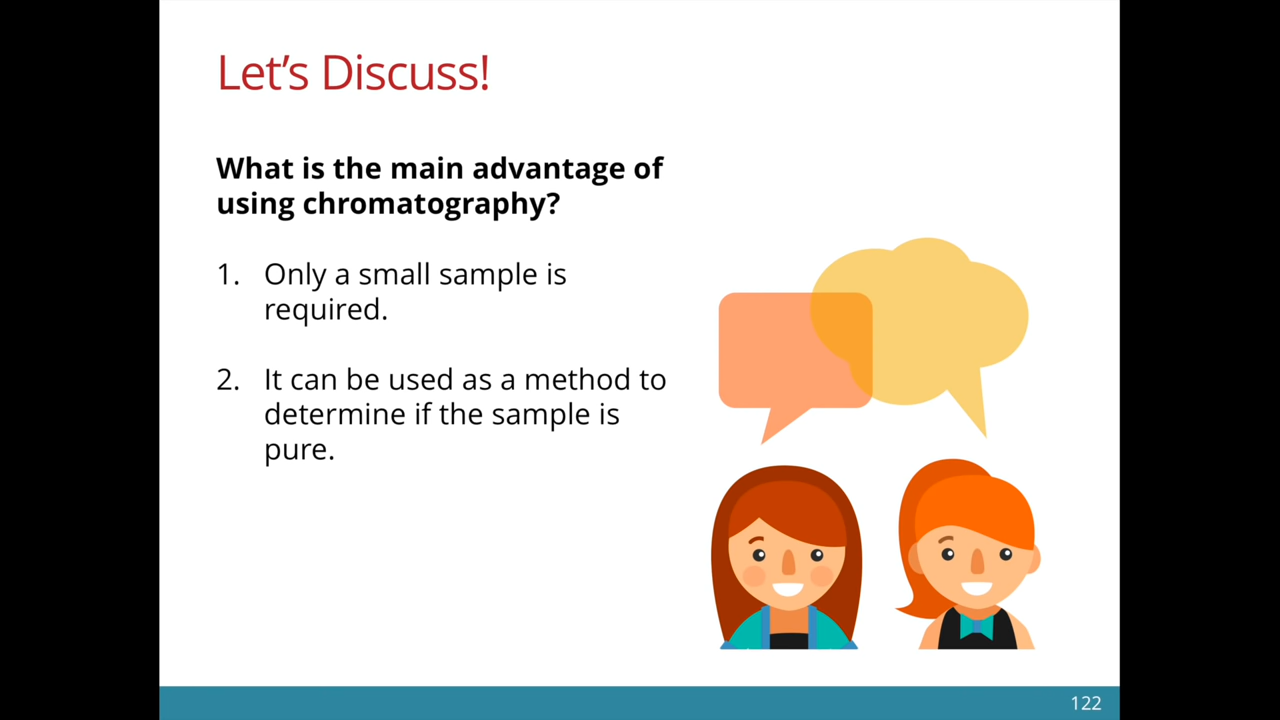 Let's Discuss!
What is the main advantage of
using chromatography?
1. Only a small sample is
required.
2. It can be used as a method to
determine if the sample is
pure.
122